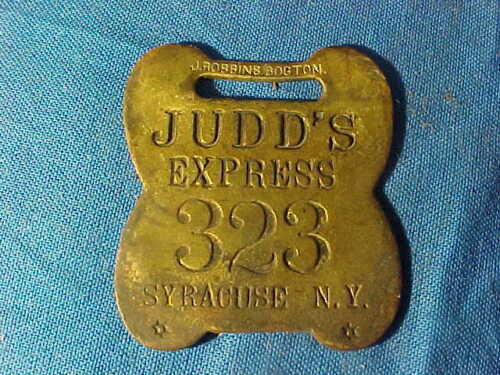 J. ROBBINS BOSTON.
JUDD'S
EXPRESS
323
SYRACUSE N.Y.